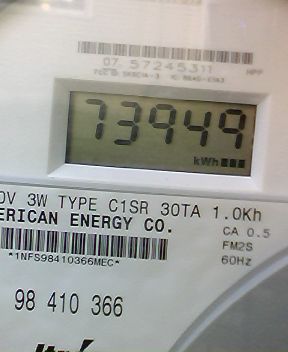 07 57245311
73949
kWh
0V 3W TYPE C1SR 30TA 1.0Kh
ERICAN ENERGY CO.
CA 0.5
FM2S
60Hz
*1NFS98410366MEC*
98 410 366